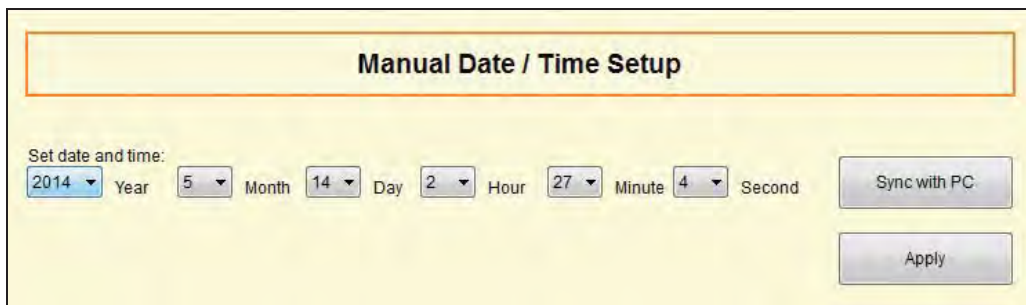 Manual Date / Time Setup
Set date and time:
2014 Year 5 Month 14 Day 2 Hour 27 Minute 4 Second
Sync with PC
Apply